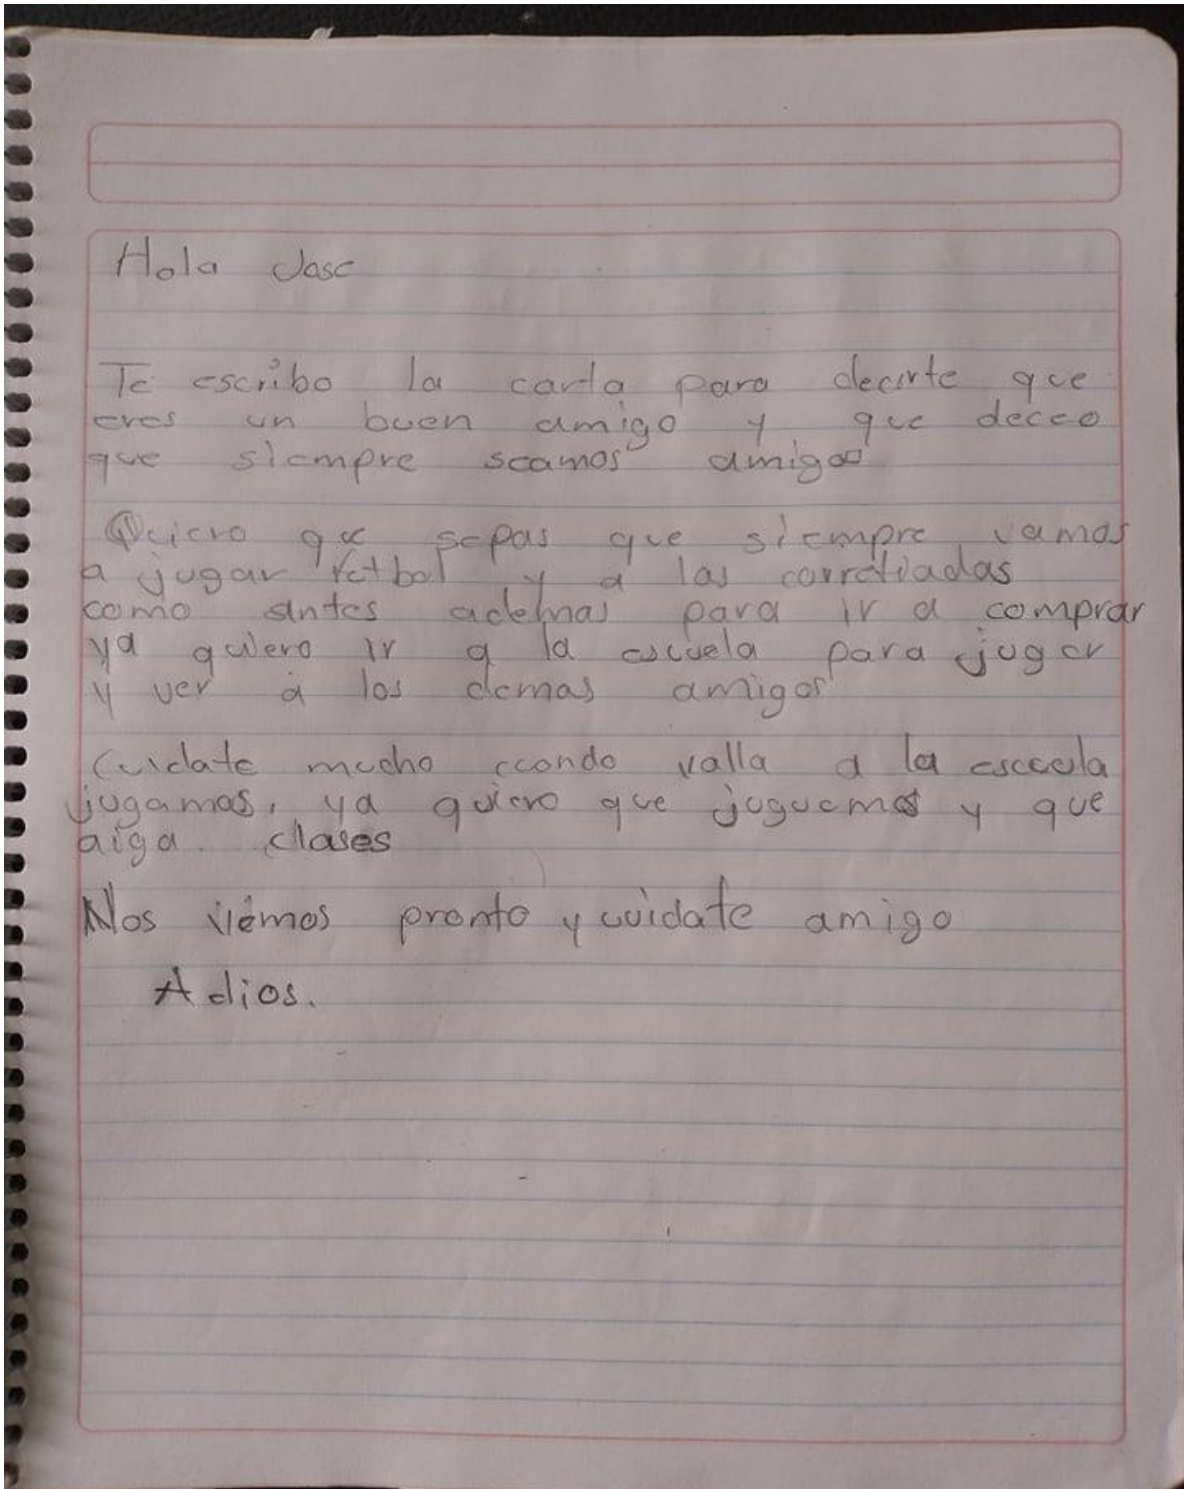 Hola Jose
Te escribo la carta para decirte que
eres un buen amigo y que deceo
que siempre seamos amigos
Quiero que sepas que siempre vamos
a jugar futbol y a las corretiadas
como antes ademas para ir a comprar
ya quiero ir a la escuela para jugar
y ver a los demas amigos
Cuidate mucho cuando valla a la escuela
jugamos, ya quiero que juguemos y que
aiga. clases
Nos viemos pronto y cuidate amigo
Adios.